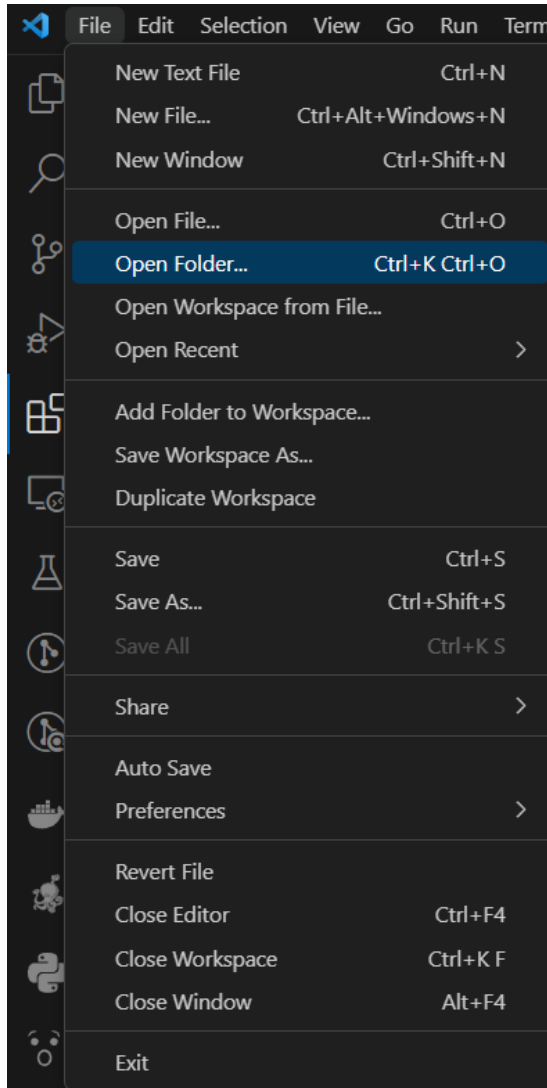 File Edit Selection View Go Run Term
New Text File Ctrl+N
New File... Ctrl+Alt+Windows+N
New Window Ctrl+Shift+N
Open File... Ctrl+O
Open Folder... Ctrl+K Ctrl+O
Open Workspace from File...
Open Recent
Add Folder to Workspace...
Save Workspace As...
Duplicate Workspace
Save Ctrl+S
Save As... Ctrl+Shift+S
Save All Ctrl+K S
Share
Auto Save
Preferences
Revert File
Close Editor Ctrl+F4
Close Workspace Ctrl+K F
Close Window Alt+F4
Exit